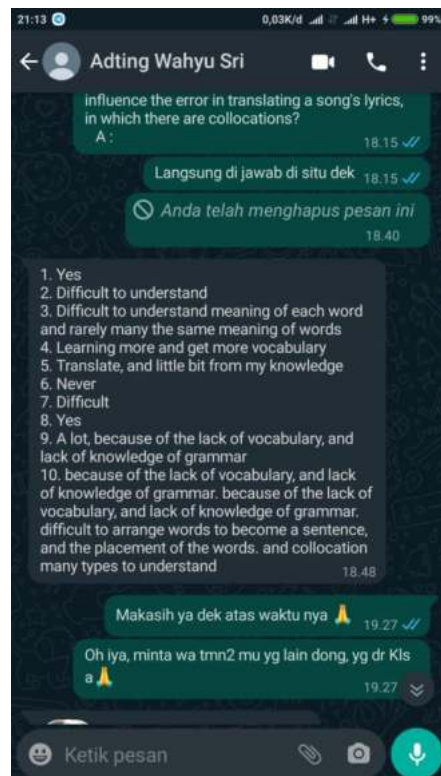 21:13 0,03K/d H+ 99%
Adting Wahyu Sri
influence the error in translating a song's lyrics,
in which there are collocations?
A :
18.15
Langsung di jawab di situ dek 18.15
Anda telah menghapus pesan ini
18.40
1. Yes
2. Difficult to understand
3. Difficult to understand meaning of each word
and rarely many the same meaning of words
4. Learning more and get more vocabulary
5. Translate, and little bit from my knowledge
6. Never
7. Difficult
8. Yes
9. A lot, because of the lack of vocabulary, and
lack of knowledge of grammar
10. because of the lack of vocabulary, and lack
of knowledge of grammar. because of the lack of
vocabulary, and lack of knowledge of grammar.
difficult to arrange words to become a sentence,
and the placement of the words. and collocation
many types to understand
18.48
Makasih ya dek atas waktu nya 🙏 19.27
Oh iya, minta wa tmn2 mu yg lain dong, yg dr Kls
a 🙏
19.27
Ketik pesan